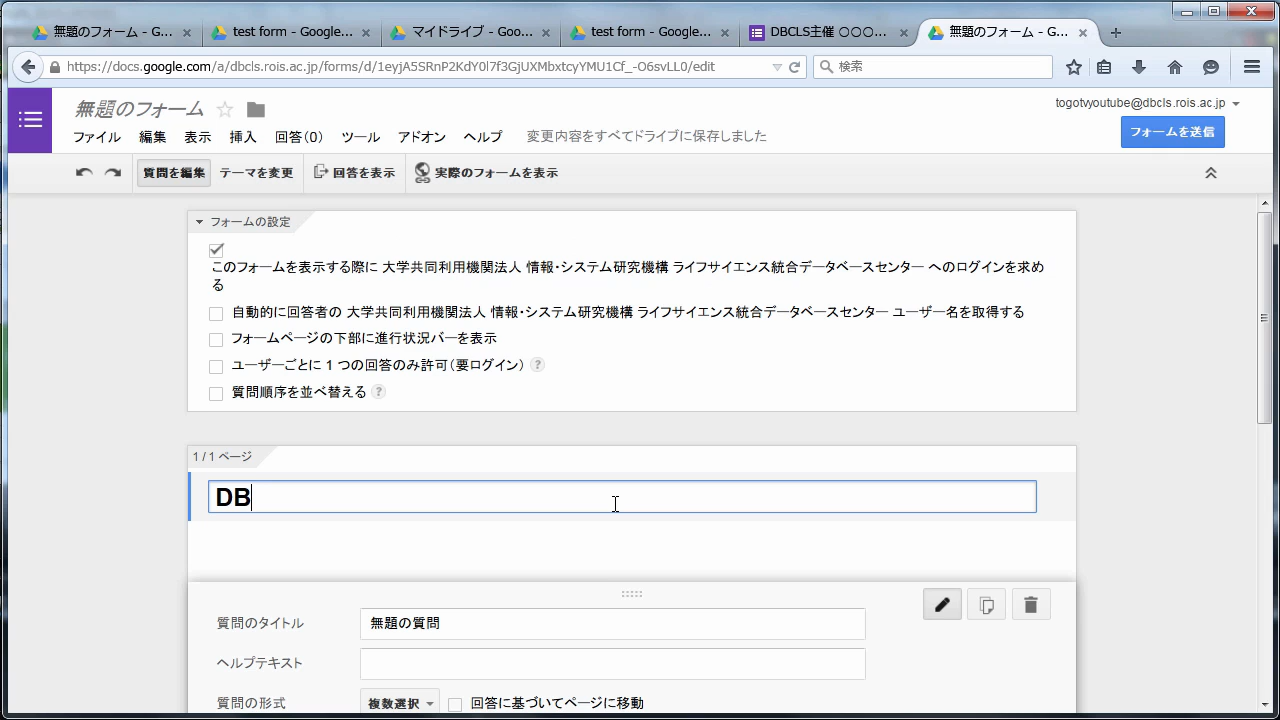 無題のフォーム - G...
test form - Google...
マイドライブ - Goo...
test form - Google...
DBCLS主催 〇〇〇...
無題のフォーム - G...
https://docs.google.com/a/dbcls.rois.ac.jp/forms/d/1eyjA5SRnP2KdY0l7f3GjUXMbxtcyYMU1Cf_-O6svLL0/edit
検索
無題のフォーム
togotvyoutube@dbcls.rois.ac.jp
ファイル 編集 表示 挿入 回答(0) ツール アドオン ヘルプ 変更内容をすべてドライブに保存しました
フォームを送信
質問を編集 テーマを変更 回答を表示 実際のフォームを表示
フォームの設定
このフォームを表示する際に 大学共同利用機関法人 情報・システム研究機構 ライフサイエンス統合データベースセンター へのログインを求め
る
自動的に回答者の 大学共同利用機関法人 情報・システム研究機構 ライフサイエンス統合データベースセンター ユーザー名を取得する
フォームページの下部に進行状況バーを表示
ユーザーごとに 1 つの回答のみ許可(要ログイン) ?
質問順序を並べ替える ?
1 / 1 ページ
DB
質問のタイトル 無題の質問
ヘルプテキスト
質問の形式 複数選択 回答に基づいてページに移動